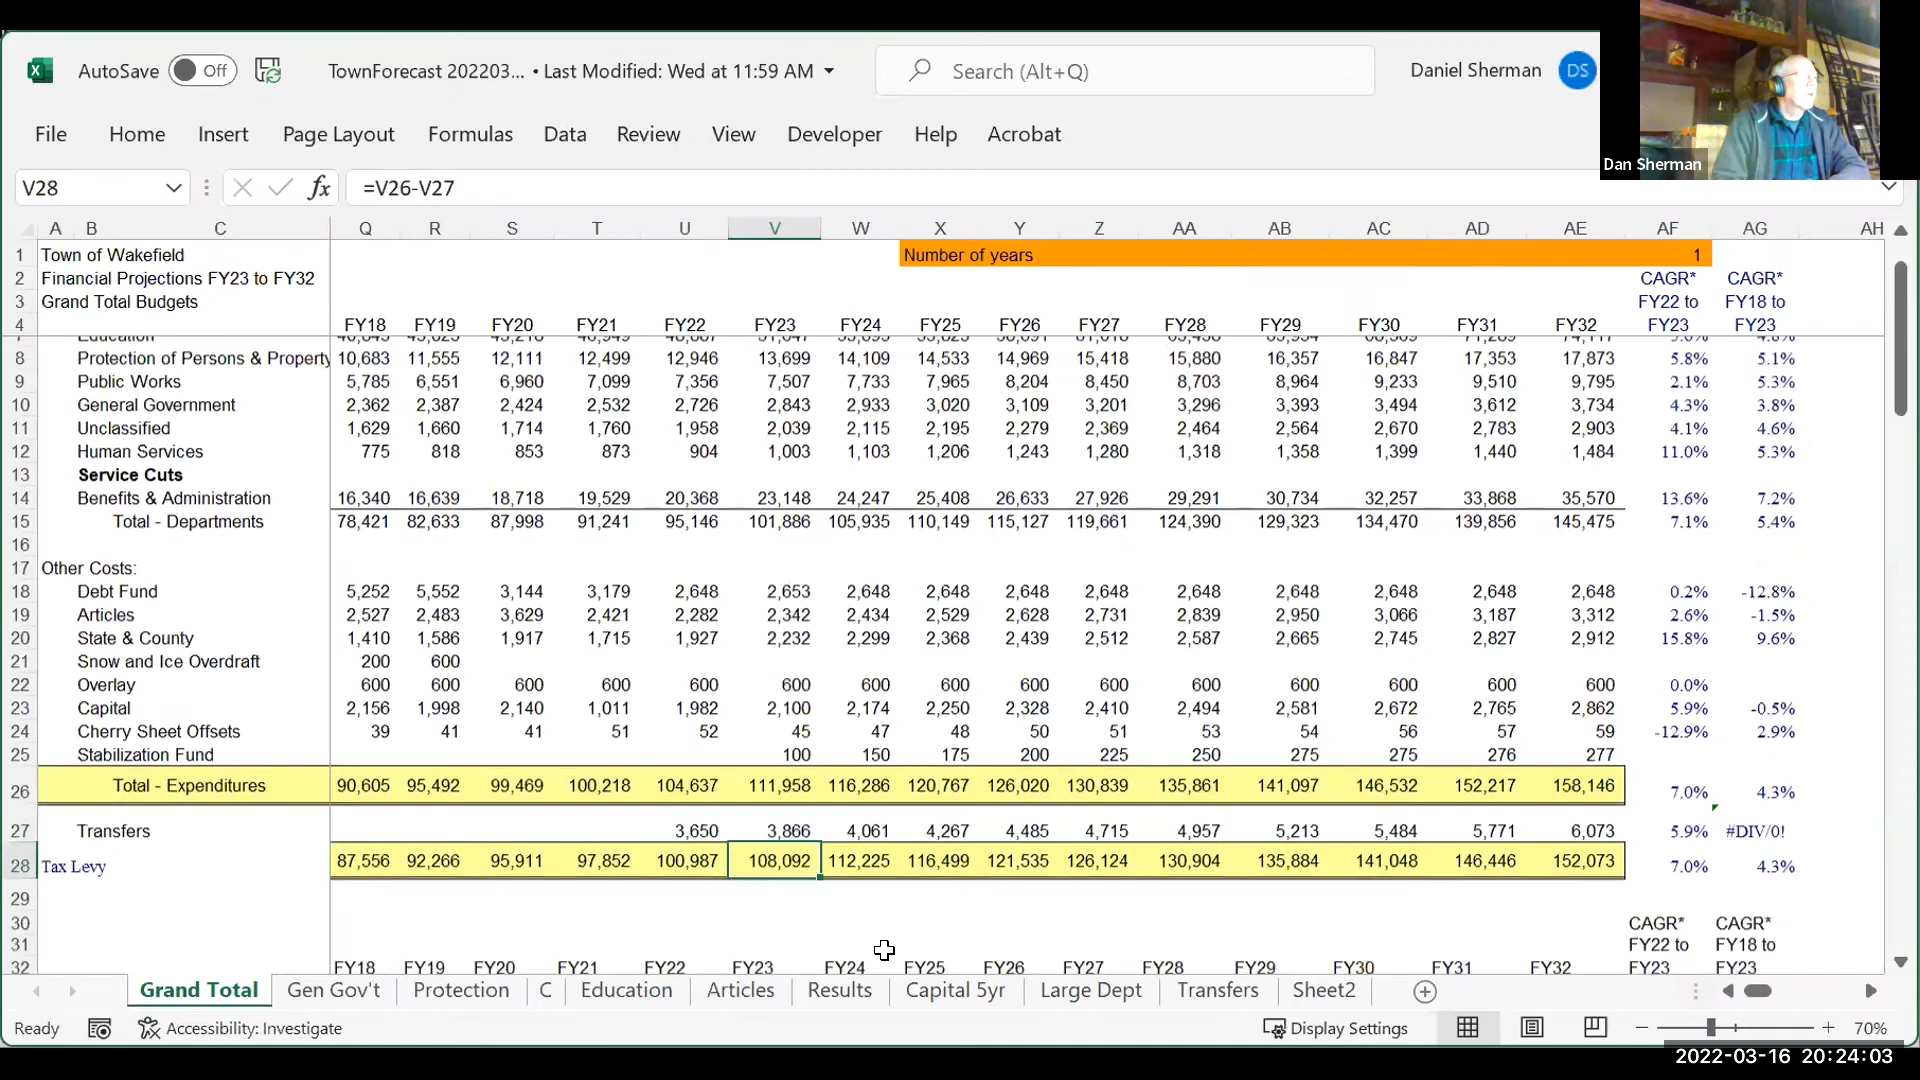 AutoSave Off TownForecast 202203... • Last Modified: Wed at 11:59 AM Search (Alt+Q) Daniel Sherman DS
File Home Insert Page Layout Formulas Data Review View Developer Help Acrobat
Dan Sherman
V28 fx =V26-V27
A B C Q R S T U V W X Y Z AA AB AC AD AE AF AG AH
1 Town of Wakefield Number of years 1
2 Financial Projections FY23 to FY32 CAGR* CAGR*
3 Grand Total Budgets FY22 to FY18 to
4 FY18 FY19 FY20 FY21 FY22 FY23 FY24 FY25 FY26 FY27 FY28 FY29 FY30 FY31 FY32 FY23 FY23
Education
8 Protection of Persons & Property 10,683 11,555 12,111 12,499 12,946 13,699 14,109 14,533 14,969 15,418 15,880 16,357 16,847 17,353 17,873 5.8% 5.1%
9 Public Works 5,785 6,551 6,960 7,099 7,356 7,507 7,733 7,965 8,204 8,450 8,703 8,964 9,233 9,510 9,795 2.1% 5.3%
10 General Government 2,362 2,387 2,424 2,532 2,726 2,843 2,933 3,020 3,109 3,201 3,296 3,393 3,494 3,612 3,734 4.3% 3.8%
11 Unclassified 1,629 1,660 1,714 1,760 1,958 2,039 2,115 2,195 2,279 2,369 2,464 2,564 2,670 2,783 2,903 4.1% 4.6%
12 Human Services 775 818 853 873 904 1,003 1,103 1,206 1,243 1,280 1,318 1,358 1,399 1,440 1,484 11.0% 5.3%
13 Service Cuts
14 Benefits & Administration 16,340 16,639 18,718 19,529 20,368 23,148 24,247 25,408 26,633 27,926 29,291 30,734 32,257 33,868 35,570 13.6% 7.2%
15 Total - Departments 78,421 82,633 87,998 91,241 95,146 101,886 105,935 110,149 115,127 119,661 124,390 129,323 134,470 139,856 145,475 7.1% 5.4%
16
17 Other Costs:
18 Debt Fund 5,252 5,552 3,144 3,179 2,648 2,653 2,648 2,648 2,648 2,648 2,648 2,648 2,648 2,648 2,648 0.2% -12.8%
19 Articles 2,527 2,483 3,629 2,421 2,282 2,342 2,434 2,529 2,628 2,731 2,839 2,950 3,066 3,187 3,312 2.6% -1.5%
20 State & County 1,410 1,586 1,917 1,715 1,927 2,232 2,299 2,368 2,439 2,512 2,587 2,665 2,745 2,827 2,912 15.8% 9.6%
21 Snow and Ice Overdraft 200 600
22 Overlay 600 600 600 600 600 600 600 600 600 600 600 600 600 600 600 0.0%
23 Capital 2,156 1,998 2,140 1,011 1,982 2,100 2,174 2,250 2,328 2,410 2,494 2,581 2,672 2,765 2,862 5.9% -0.5%
24 Cherry Sheet Offsets 39 41 41 51 52 45 47 48 50 51 53 54 56 57 59 -12.9% 2.9%
25 Stabilization Fund 100 150 175 200 225 250 275 275 276 277
26 Total - Expenditures 90,605 95,492 99,469 100,218 104,637 111,958 116,286 120,767 126,020 130,839 135,861 141,097 146,532 152,217 158,146 7.0% 4.3%
27 Transfers 3,650 3,866 4,061 4,267 4,485 4,715 4,957 5,213 5,484 5,771 6,073 5.9% #DIV/0!
28 Tax Levy 87,556 92,266 95,911 97,852 100,987 108,092 112,225 116,499 121,535 126,124 130,904 135,884 141,048 146,446 152,073 7.0% 4.3%
29
30 CAGR* CAGR*
31 FY22 to FY18 to
32 FY18 FY19 FY20 FY21 FY22 FY23 FY24 FY25 FY26 FY27 FY28 FY29 FY30 FY31 FY32 FY23 FY23
Grand Total Gen Gov't Protection C Education Articles Results Capital 5yr Large Dept Transfers Sheet2
Ready Accessibility: Investigate Display Settings 70%
2022-03-16 20:24:03